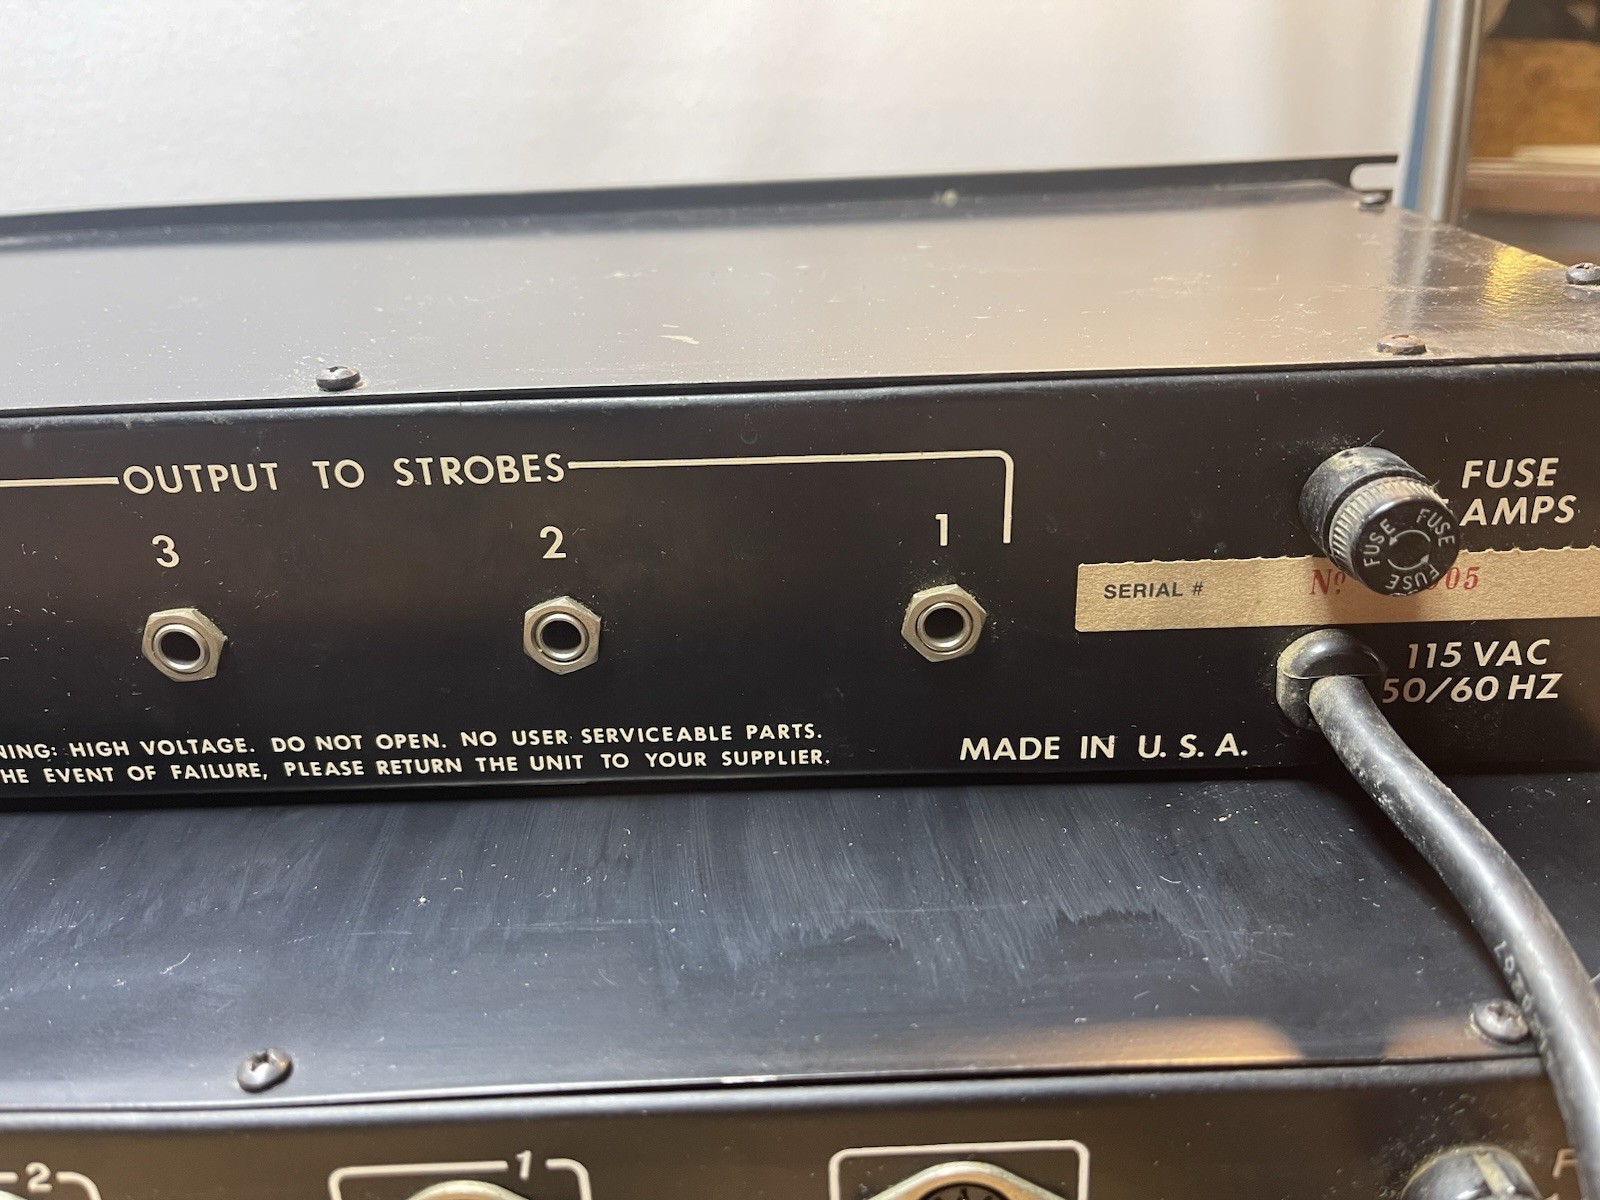 OUTPUT TO STROBES
3 2 1
FUSE
AMPS
FUSE FUSE FUSE
SERIAL # Nº 05
115 VAC
50/60 HZ
HIGH VOLTAGE. DO NOT OPEN. NO USER SERVICEABLE PARTS.
EVENT OF FAILURE, PLEASE RETURN THE UNIT TO YOUR SUPPLIER.
MADE IN U.S.A.
2 1